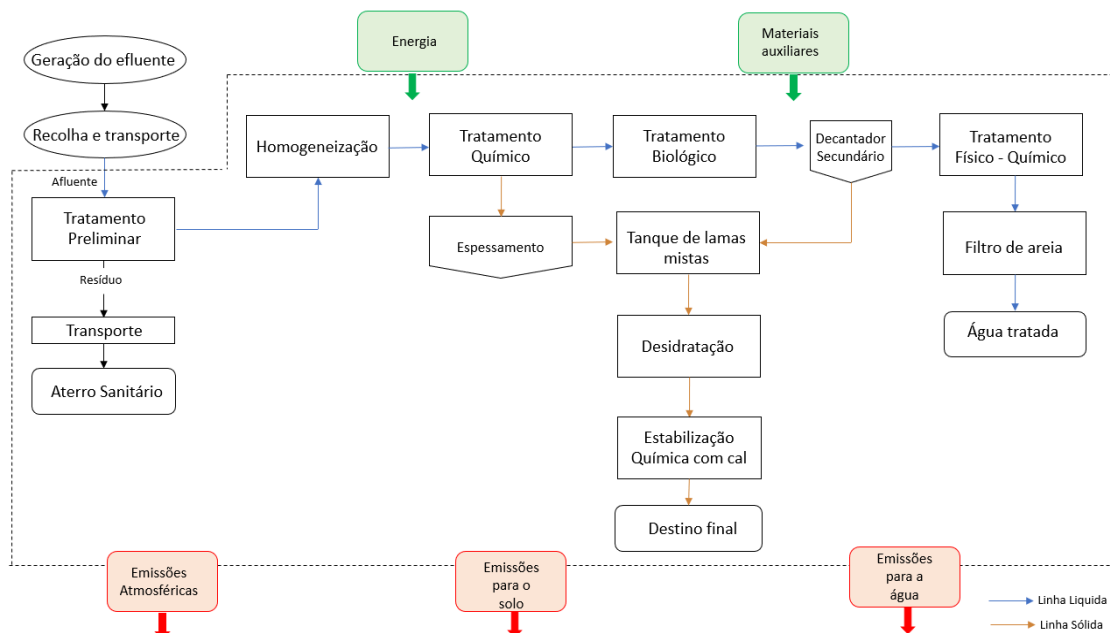 Energia
Materiais
auxiliares
Geração do efluente
Recolha e transporte
Afluente
Tratamento
Preliminar
Resíduo
Transporte
Aterro Sanitário
Homogeneização
Tratamento
Químico
Tratamento
Biológico
Decantador
Secundário
Tratamento
Físico - Químico
Espessamento
Tanque de lamas
mistas
Filtro de areia
Água tratada
Desidratação
Estabilização
Química com cal
Destino final
Emissões
Atmosféricas
Emissões
para o
solo
Emissões
para a
água
Linha Liquida
Linha Sólida